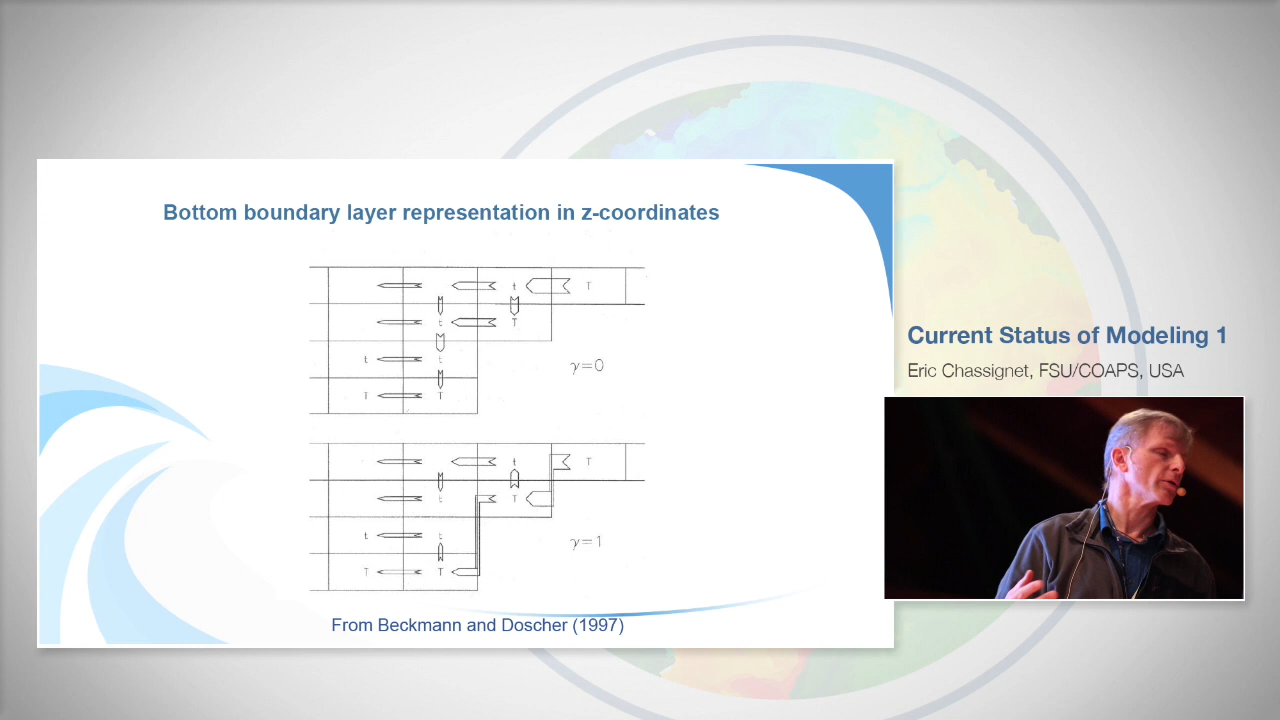 Bottom boundary layer representation in z-coordinates
t T
t T
t t
T T
γ=0
t T
t T
t t
T T
γ=1
From Beckmann and Doscher (1997)
Current Status of Modeling 1
Eric Chassignet, FSU/COAPS, USA